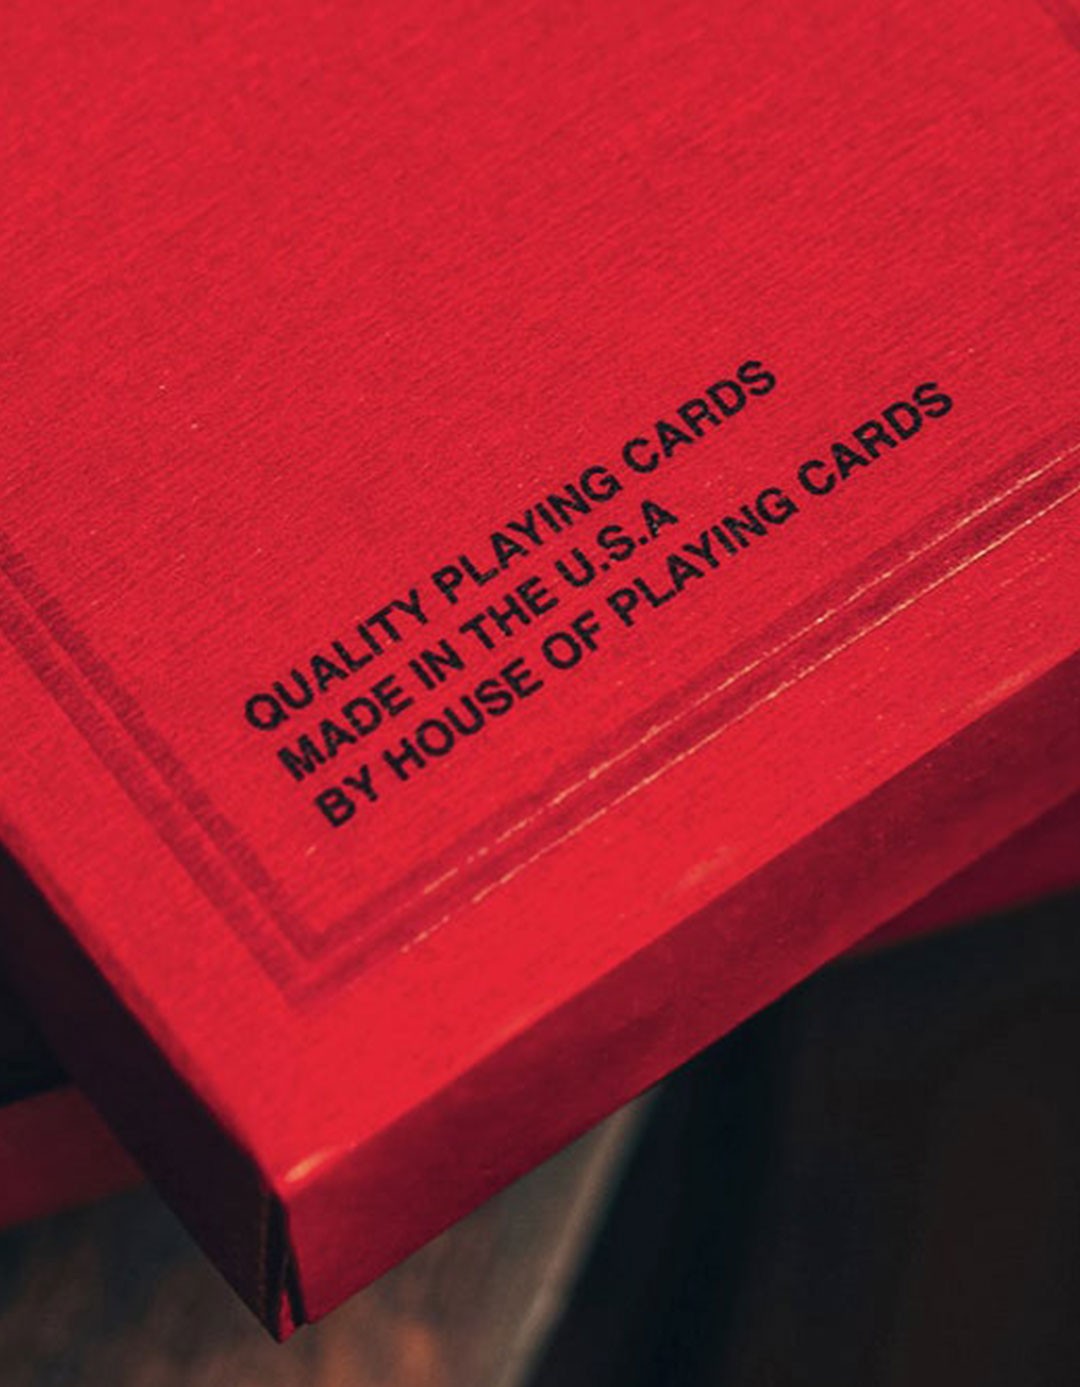 QUALITY PLAYING CARDS
MADE IN THE U.S.A
BY HOUSE OF PLAYING CARDS